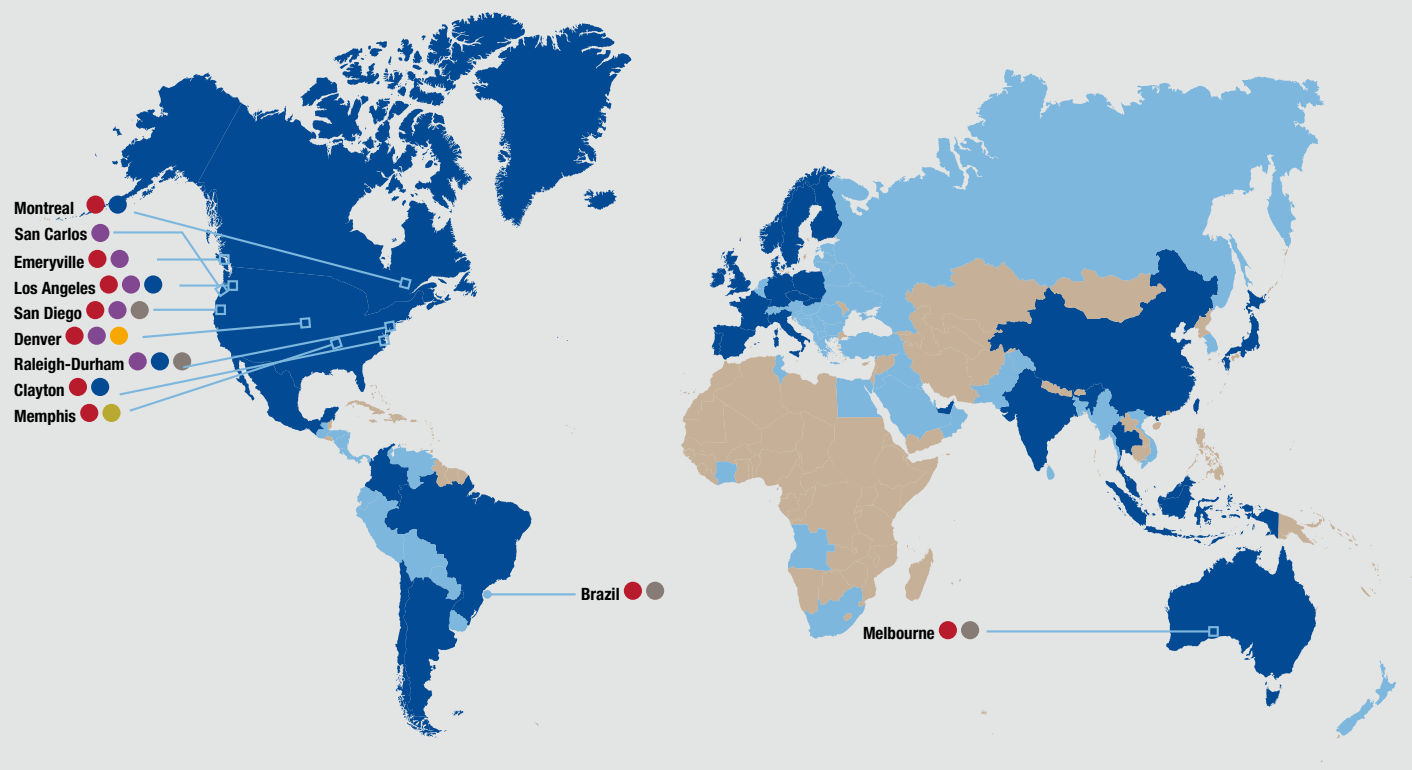 Montreal
San Carlos
Emeryville
Los Angeles
San Diego
Denver
Raleigh-Durham
Clayton
Memphis
Brazil
Melbourne